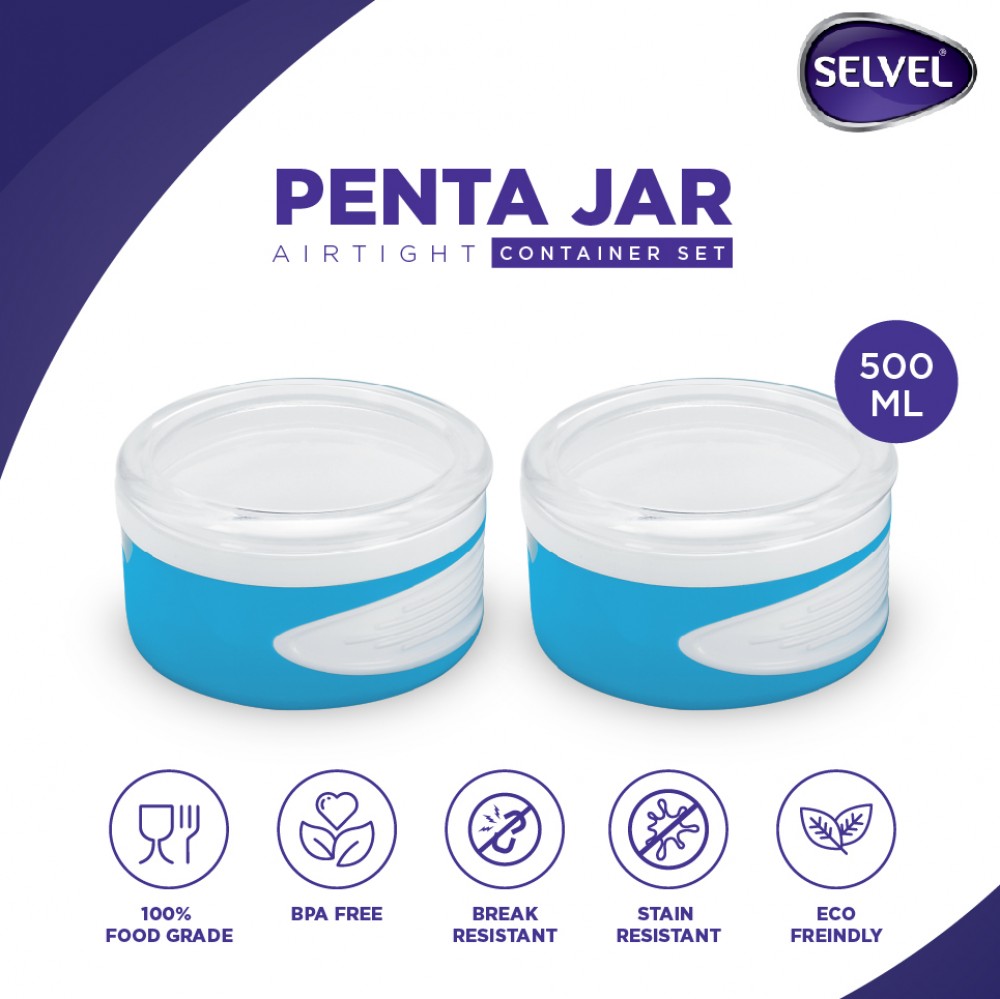 SELVEL®
PENTA JAR
AIRTIGHT CONTAINER SET
500
ML
100%
FOOD GRADE
BPA FREE
BREAK
RESISTANT
STAIN
RESISTANT
ECO
FREINDLY